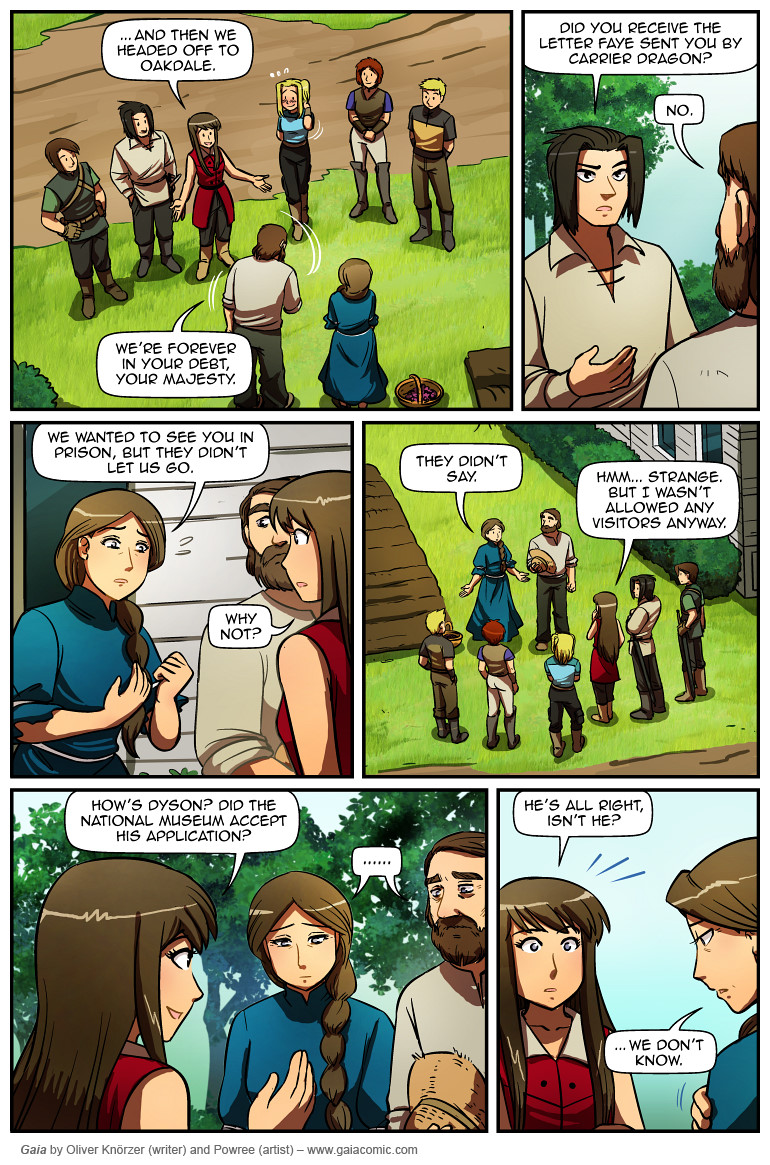 ...AND THEN WE
HEADED OFF TO
OAKDALE.
WE'RE FOREVER
IN YOUR DEBT,
YOUR MAJESTY.
DID YOU RECEIVE THE
LETTER FAYE SENT YOU BY
CARRIER DRAGON?
NO.
WE WANTED TO SEE YOU IN
PRISON, BUT THEY DIDN'T
LET US GO.
WHY
NOT?
THEY DIDN'T
SAY.
HMM... STRANGE.
BUT I WASN'T
ALLOWED ANY
VISITORS ANYWAY.
HOW'S DYSON? DID THE
NATIONAL MUSEUM ACCEPT
HIS APPLICATION?
......
HE'S ALL RIGHT,
ISN'T HE?
...WE DON'T
KNOW.
Gaia by Oliver Knörzer (writer) and Powree (artist) – www.gaiacomic.com